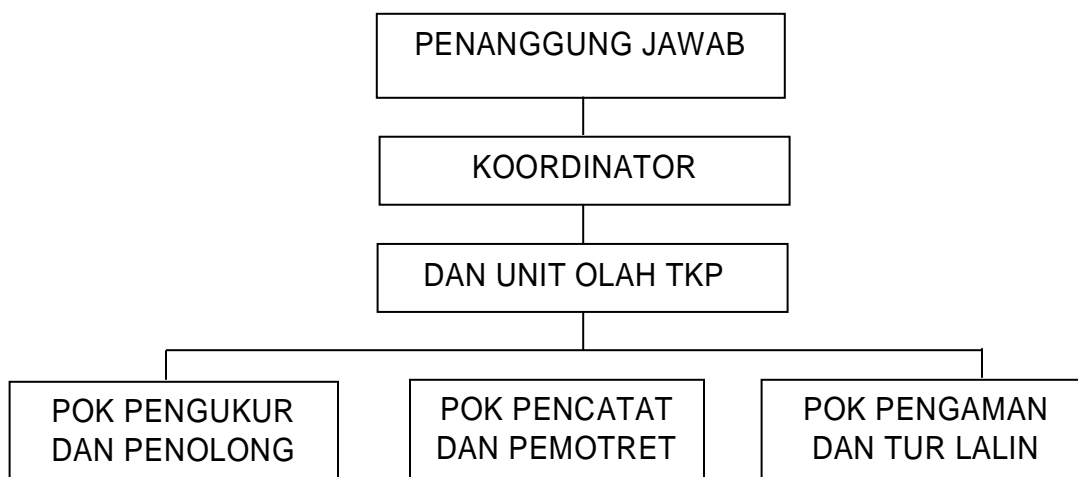 PENANGGUNG JAWAB
KOORDINATOR
DAN UNIT OLAH TKP
POK PENGUKUR
DAN PENOLONG
POK PENCATAT
DAN PEMOTRET
POK PENGAMAN
DAN TUR LALIN